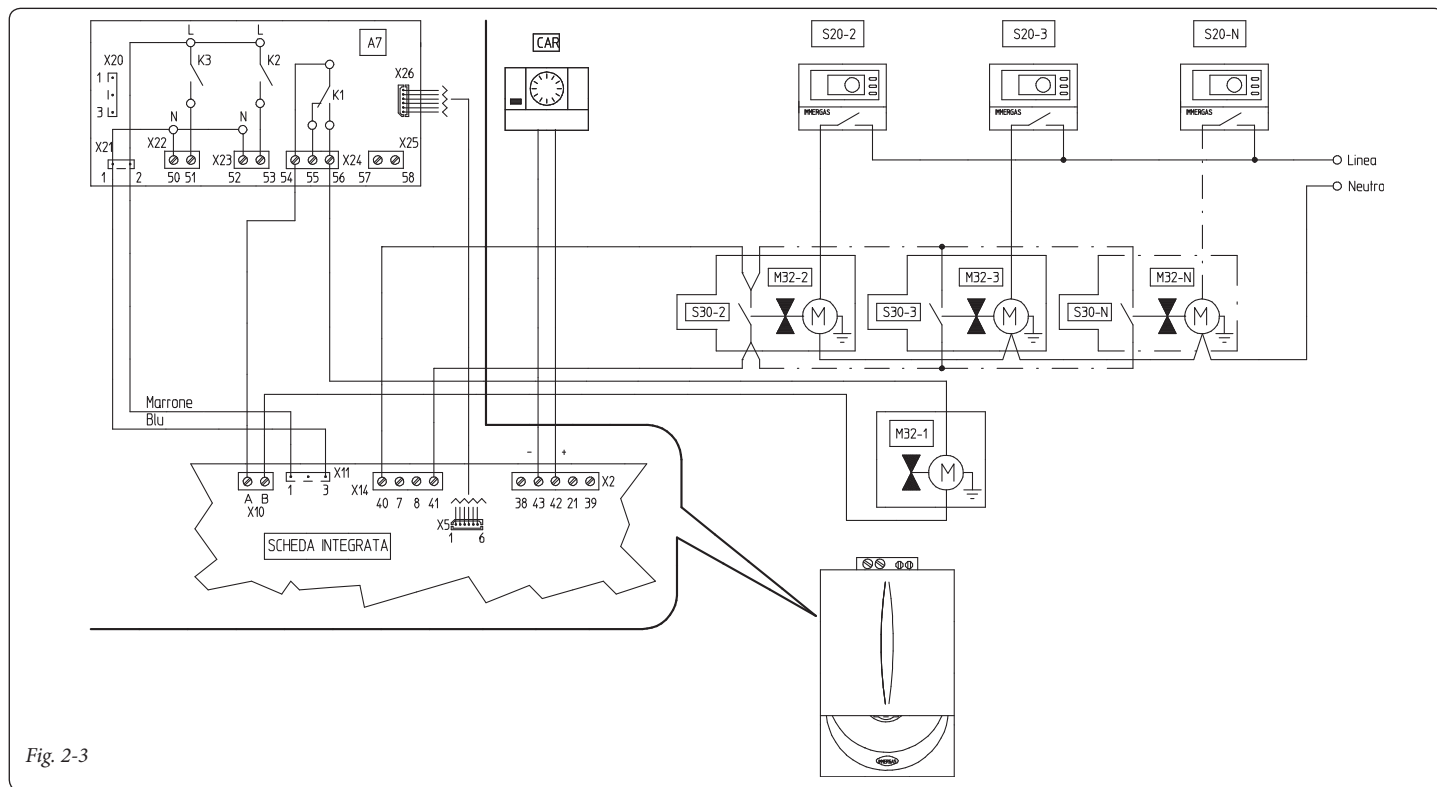 A7
X20
1
3
L
L
K3
K2
K1
X26
N
N
X21
X22
X23
X24
X25
1 2
50 51
52 53
54 55 56
57 58
CAR
S20-2
S20-3
S20-N
IMMERGAS
IMMERGAS
IMMERGAS
Linea
Neutro
M32-2
M32-3
M32-N
S30-2
S30-3
S30-N
M
M
M
Marrone
Blu
M32-1
M
- +
A B
X10
1 3
X11
X14
40 7 8 41
X5
1 6
38 43 42 21 39
X2
SCHEDA INTEGRATA
IMMERGAS
Fig. 2-3